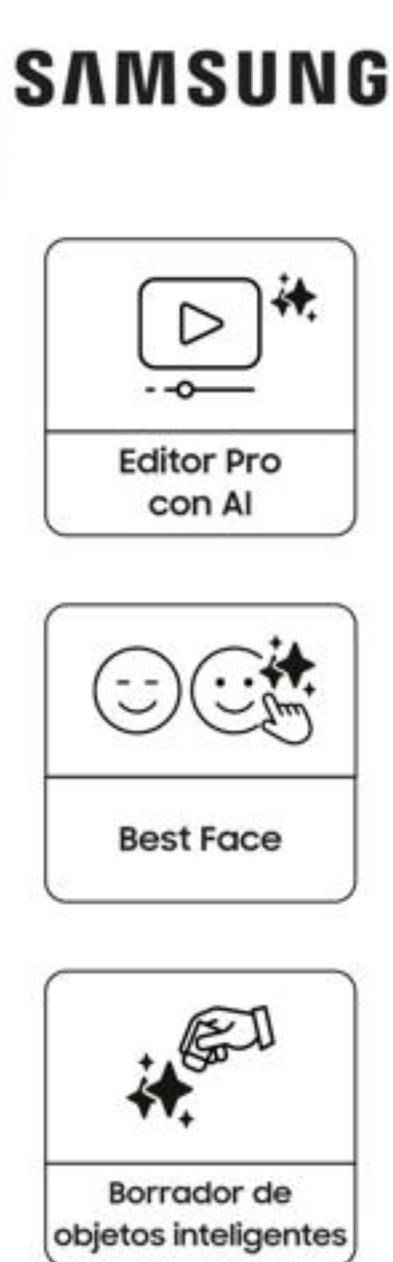 SAMSUNG
Editor Pro
con AI
Best Face
Borrador de
objetos inteligentes